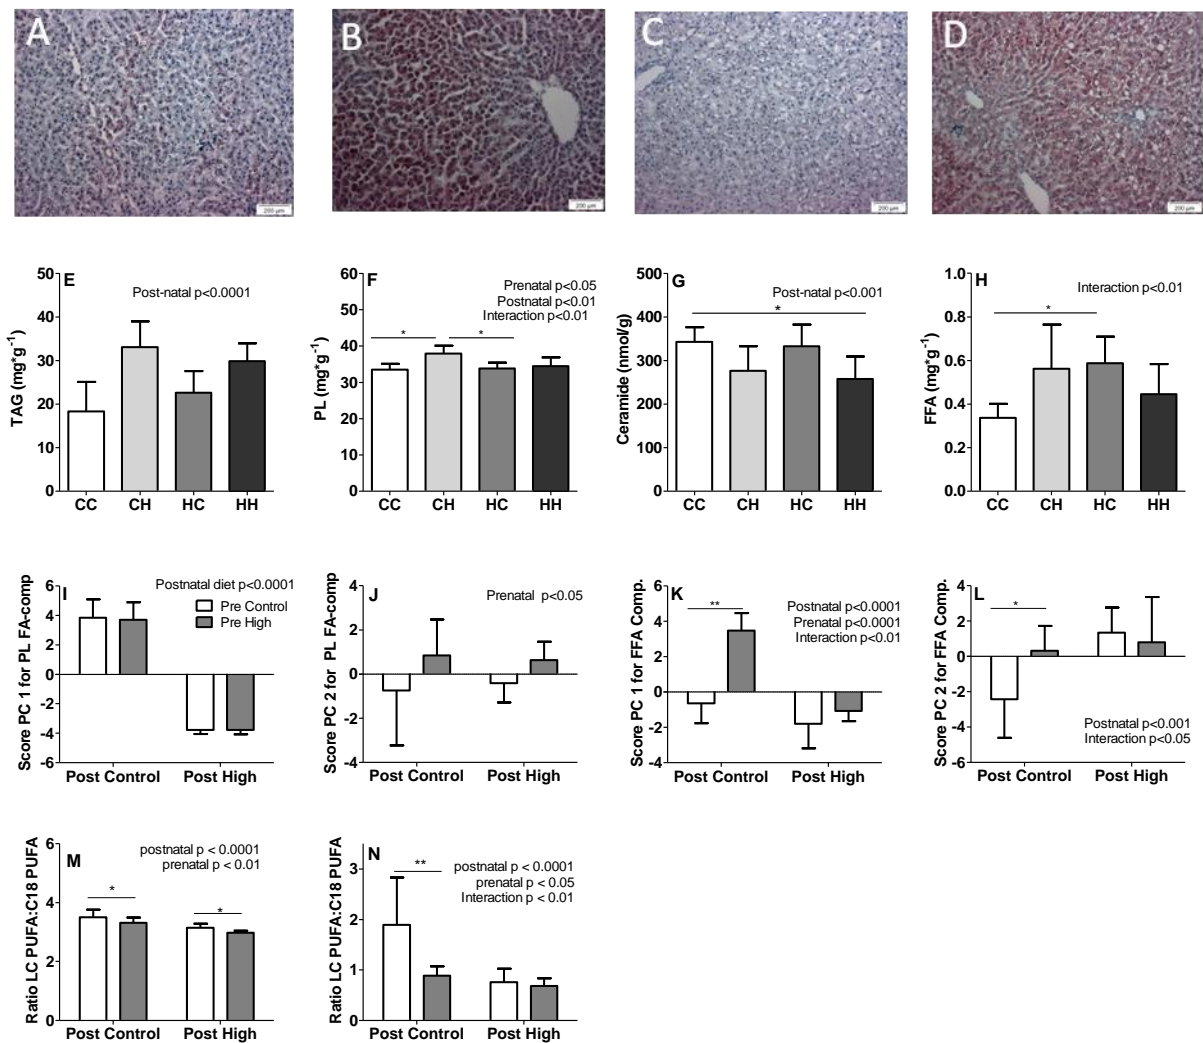 A
B
C
D
200 µm
200 µm
200 µm
200 µm
E
Post-natal p<0.0001
TAG (mg*g⁻¹)
50
40
30
20
10
0
CC CH HC HH
F
Prenatal p<0.05
Postnatal p<0.01
Interaction p<0.01
* *
PL (mg*g⁻¹)
60
50
40
30
20
10
0
CC CH HC HH
G
Post-natal p<0.001
*
Ceramide (nmol/g)
500
400
300
200
100
0
CC CH HC HH
H
Interaction p<0.01
*
FFA (mg*g⁻¹)
1.0
0.8
0.6
0.4
0.2
0.0
CC CH HC HH
I
Postnatal diet p<0.0001
Pre Control
Pre High
Score PC 1 for PL FA-comp
6
4
2
0
-2
-4
-6
Post Control Post High
J
Prenatal p<0.05
Score PC 2 for PL FA-comp
4
2
0
-2
-4
Post Control Post High
K
**
Postnatal p<0.0001
Prenatal p<0.0001
Interaction p<0.01
Score PC 1 for FFA Comp.
6
4
2
0
-2
-4
Post Control Post High
L
*
Postnatal p<0.001
Interaction p<0.05
Score PC 2 for FFA Comp.
4
2
0
-2
-4
-6
Post Control Post High
M
postnatal p < 0.0001
prenatal p < 0.01
* *
Ratio LC PUFA:C18 PUFA
6
4
2
0
Post Control Post High
N
**
postnatal p < 0.0001
prenatal p < 0.05
Interaction p < 0.01
Ratio LC PUFA:C18 PUFA
3
2
1
0
Post Control Post High